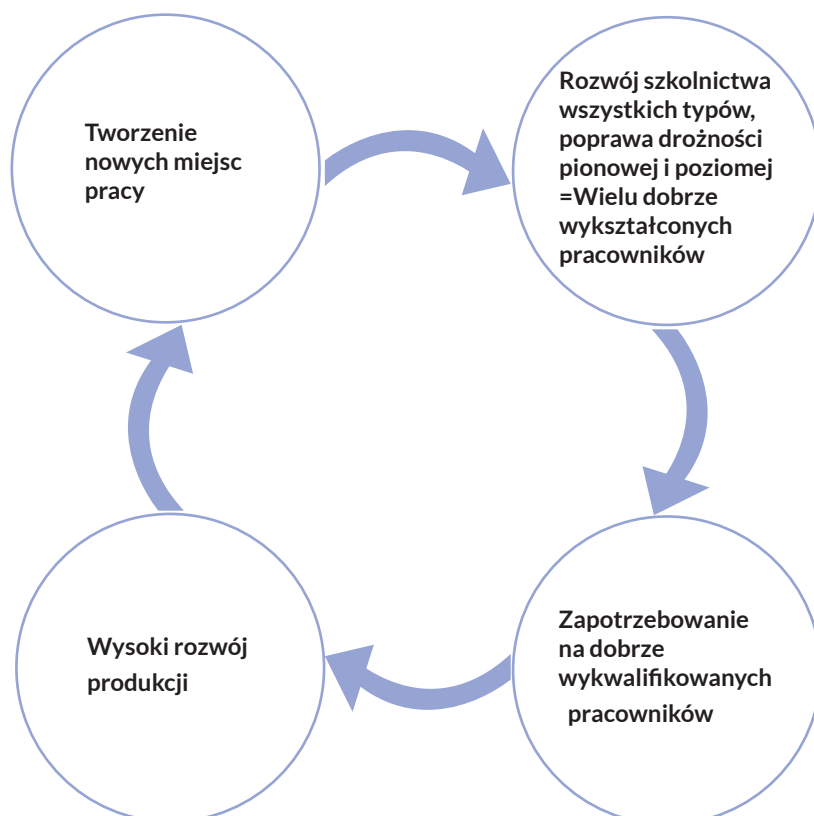 Tworzenie
nowych miejsc
pracy
Rozwój szkolnictwa
wszystkich typów,
poprawa drożności
pionowej i poziomej
=Wielu dobrze
wykształconych
pracowników
Zapotrzebowanie
na dobrze
wykwalifikowanych
pracowników
Wysoki rozwój
produkcji